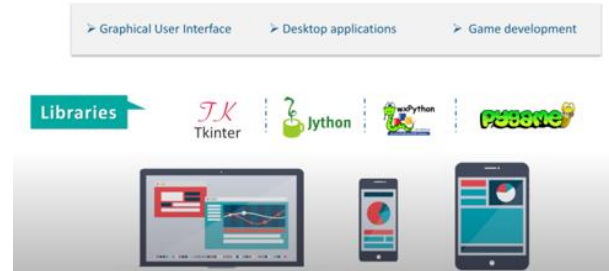 ➢ Graphical User Interface ➢ Desktop applications ➢ Game development
Libraries
TK
Tkinter
Jython
wxPython
PYGAME